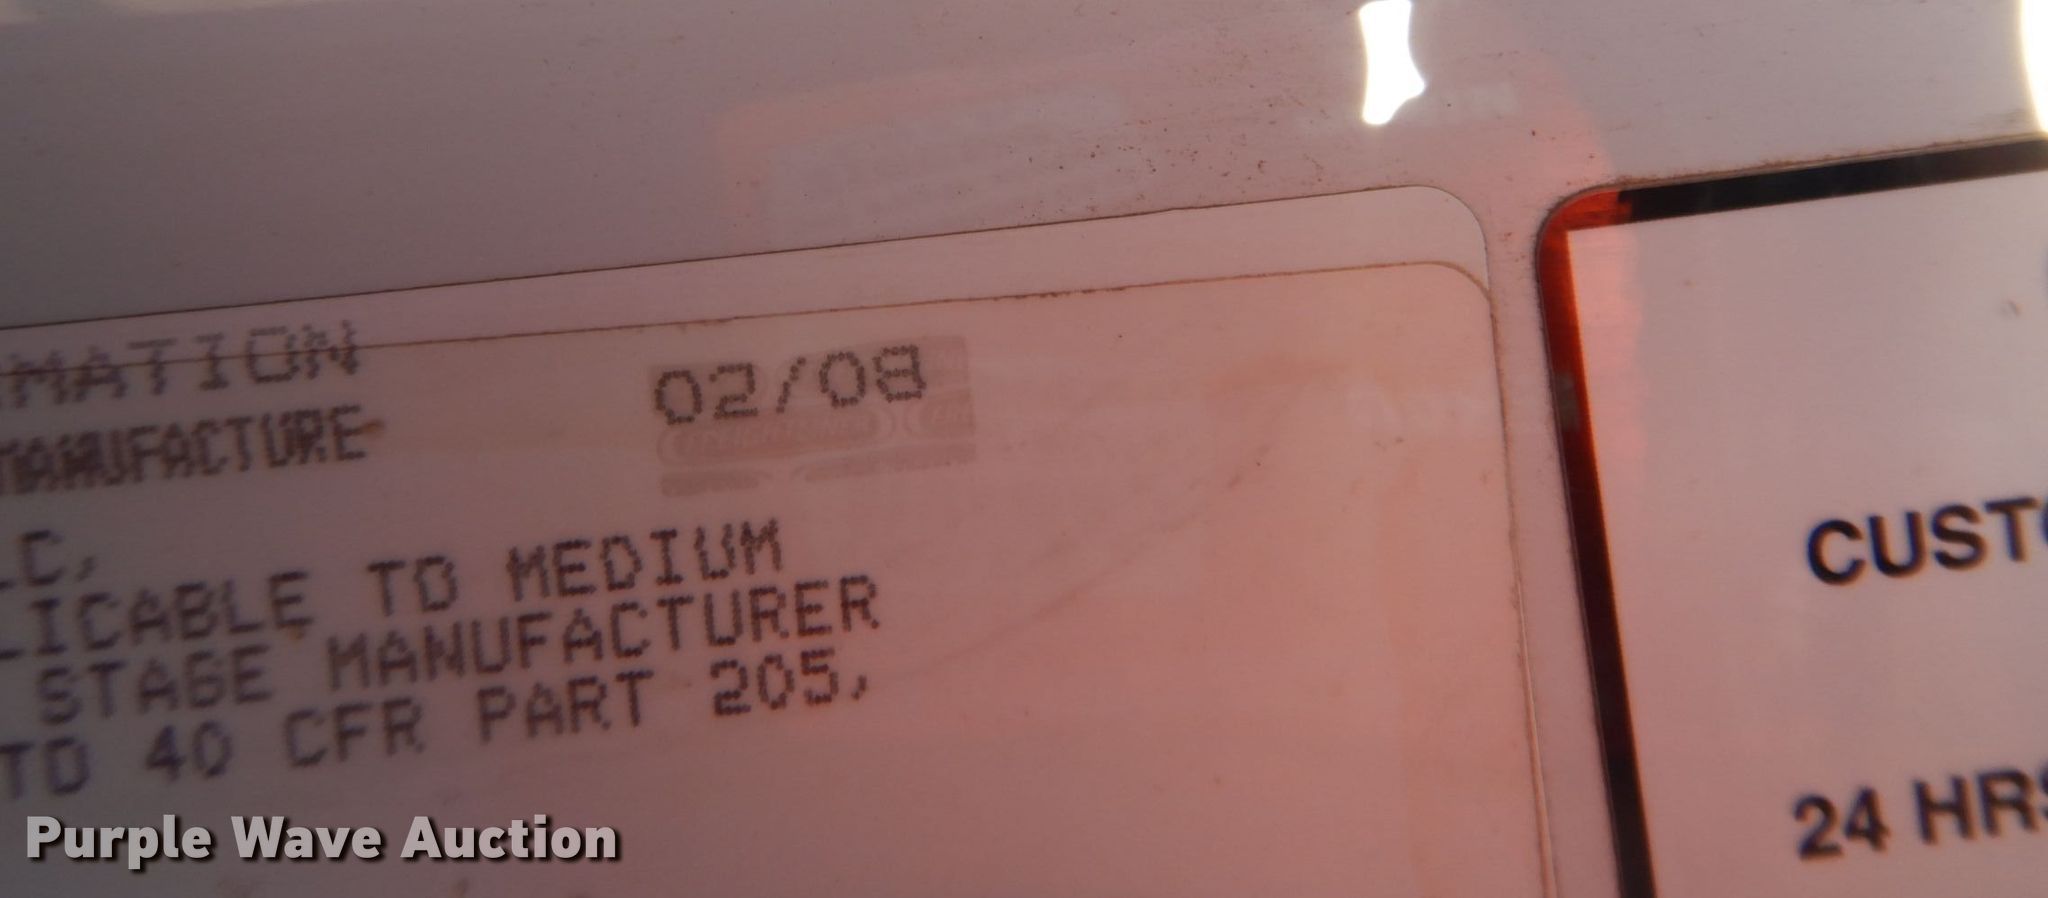 MATION
MANUFACTURE 02/08
LC,
LICABLE TO MEDIUM
STAGE MANUFACTURER
TO 40 CFR PART 205,
CUSTO
24 HRS
Purple Wave Auction